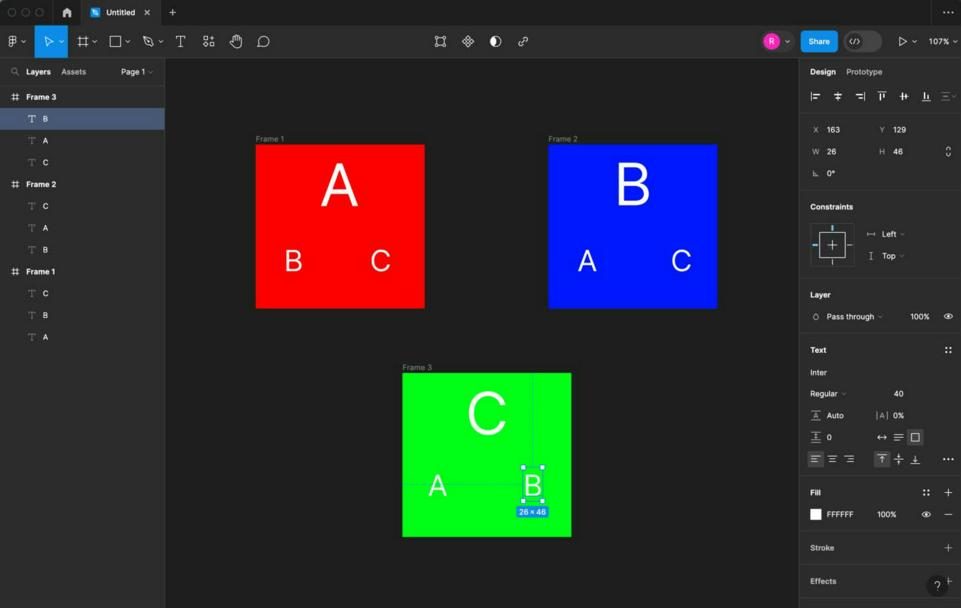 Untitled
R
Share
107%
Layers
Assets
Page 1
Frame 3
B
A
C
Frame 2
C
A
B
Frame 1
C
B
A
Frame 1
A
B C
Frame 2
B
A C
Frame 3
C
A B
26 × 46
Design
Prototype
X 163 Y 129
W 26 H 46
0°
Constraints
Left
Top
Layer
Pass through 100%
Text
Inter
Regular 40
A Auto |A| 0%
0
Fill
FFFFFF 100%
Stroke
Effects
?